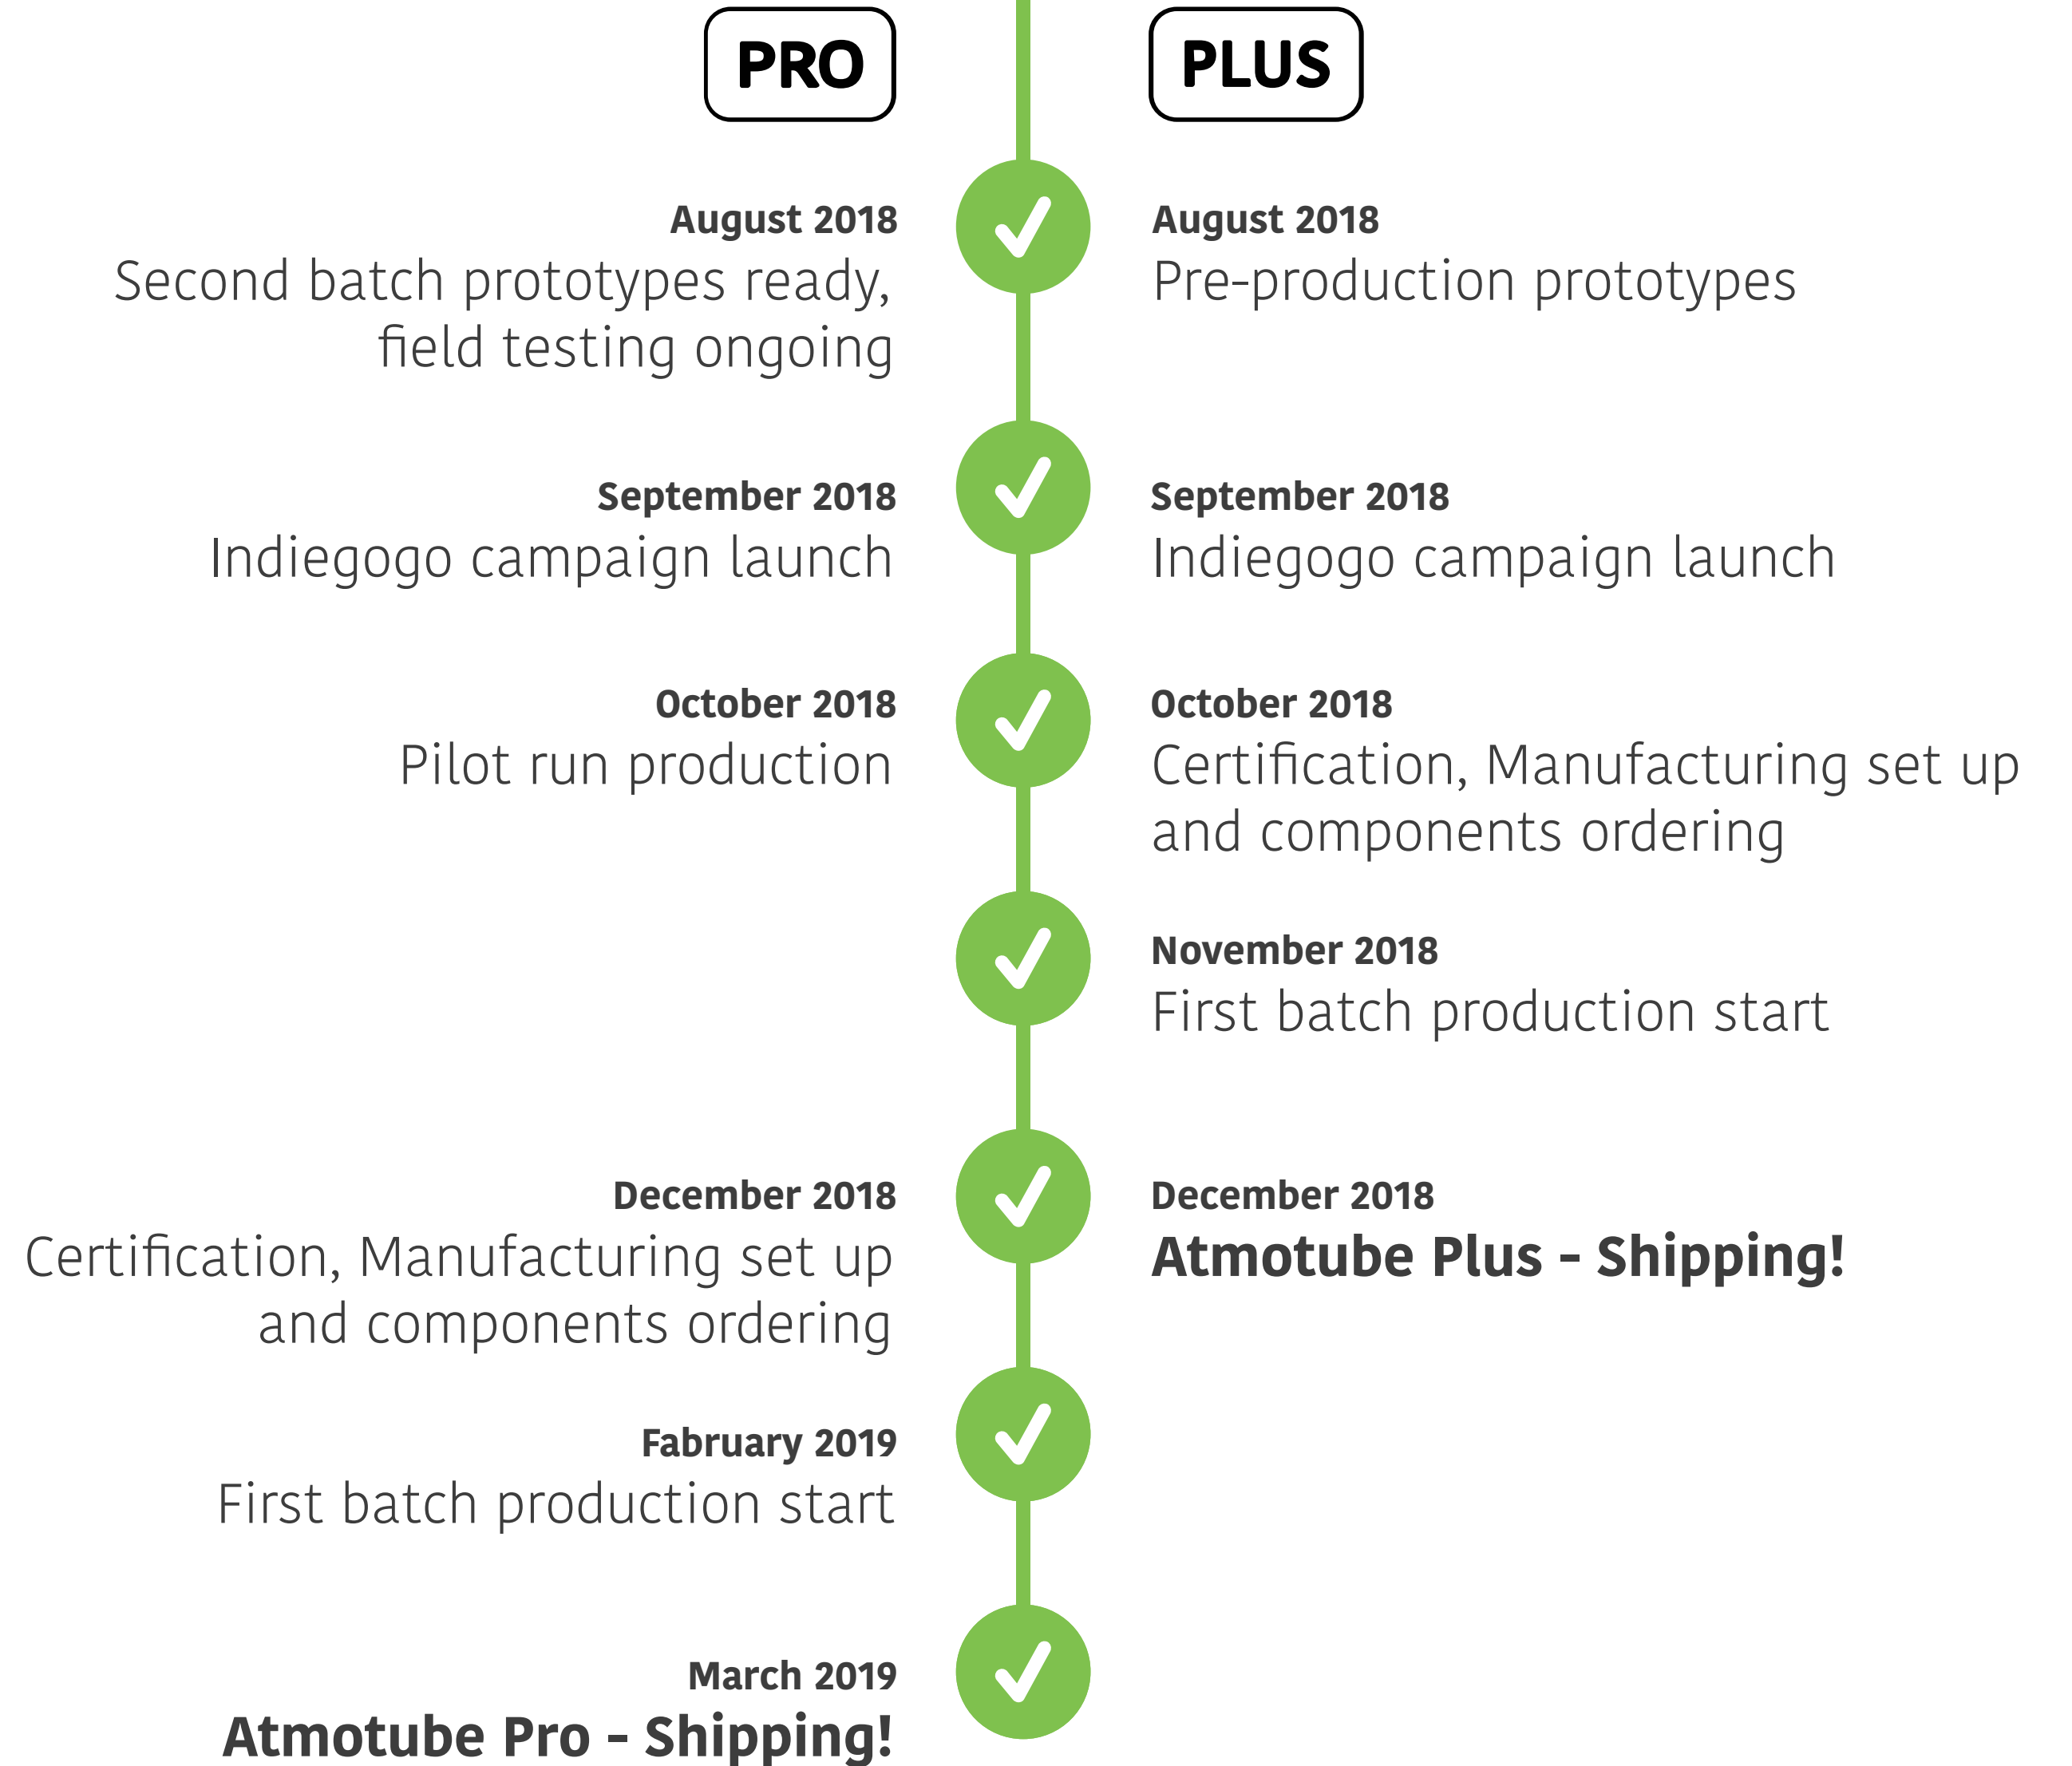 PRO
PLUS
August 2018
Second batch prototypes ready,
field testing ongoing
August 2018
Pre-production prototypes
September 2018
Indiegogo campaign launch
September 2018
Indiegogo campaign launch
October 2018
Pilot run production
October 2018
Certification, Manufacturing set up
and components ordering
November 2018
First batch production start
December 2018
Certification, Manufacturing set up
and components ordering
December 2018
Atmotube Plus - Shipping!
Fabruary 2019
First batch production start
March 2019
Atmotube Pro - Shipping!